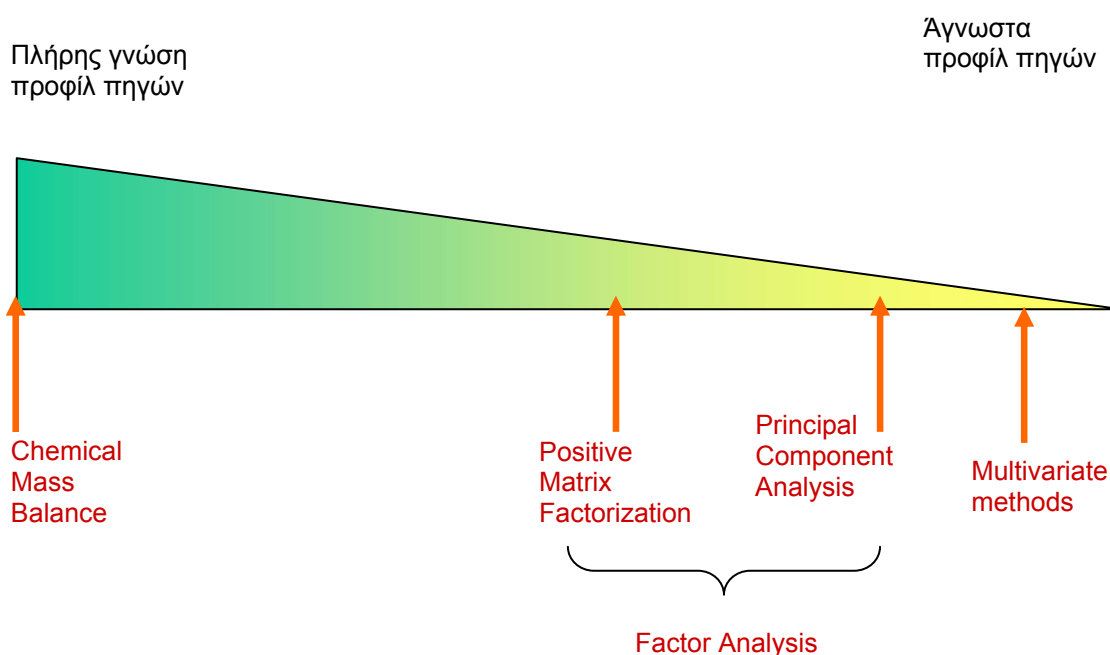 Πλήρης γνώση
προφίλ πηγών
Άγνωστα
προφίλ πηγών
Chemical
Mass
Balance
Positive
Matrix
Factorization
Principal
Component
Analysis
Multivariate
methods
Factor Analysis